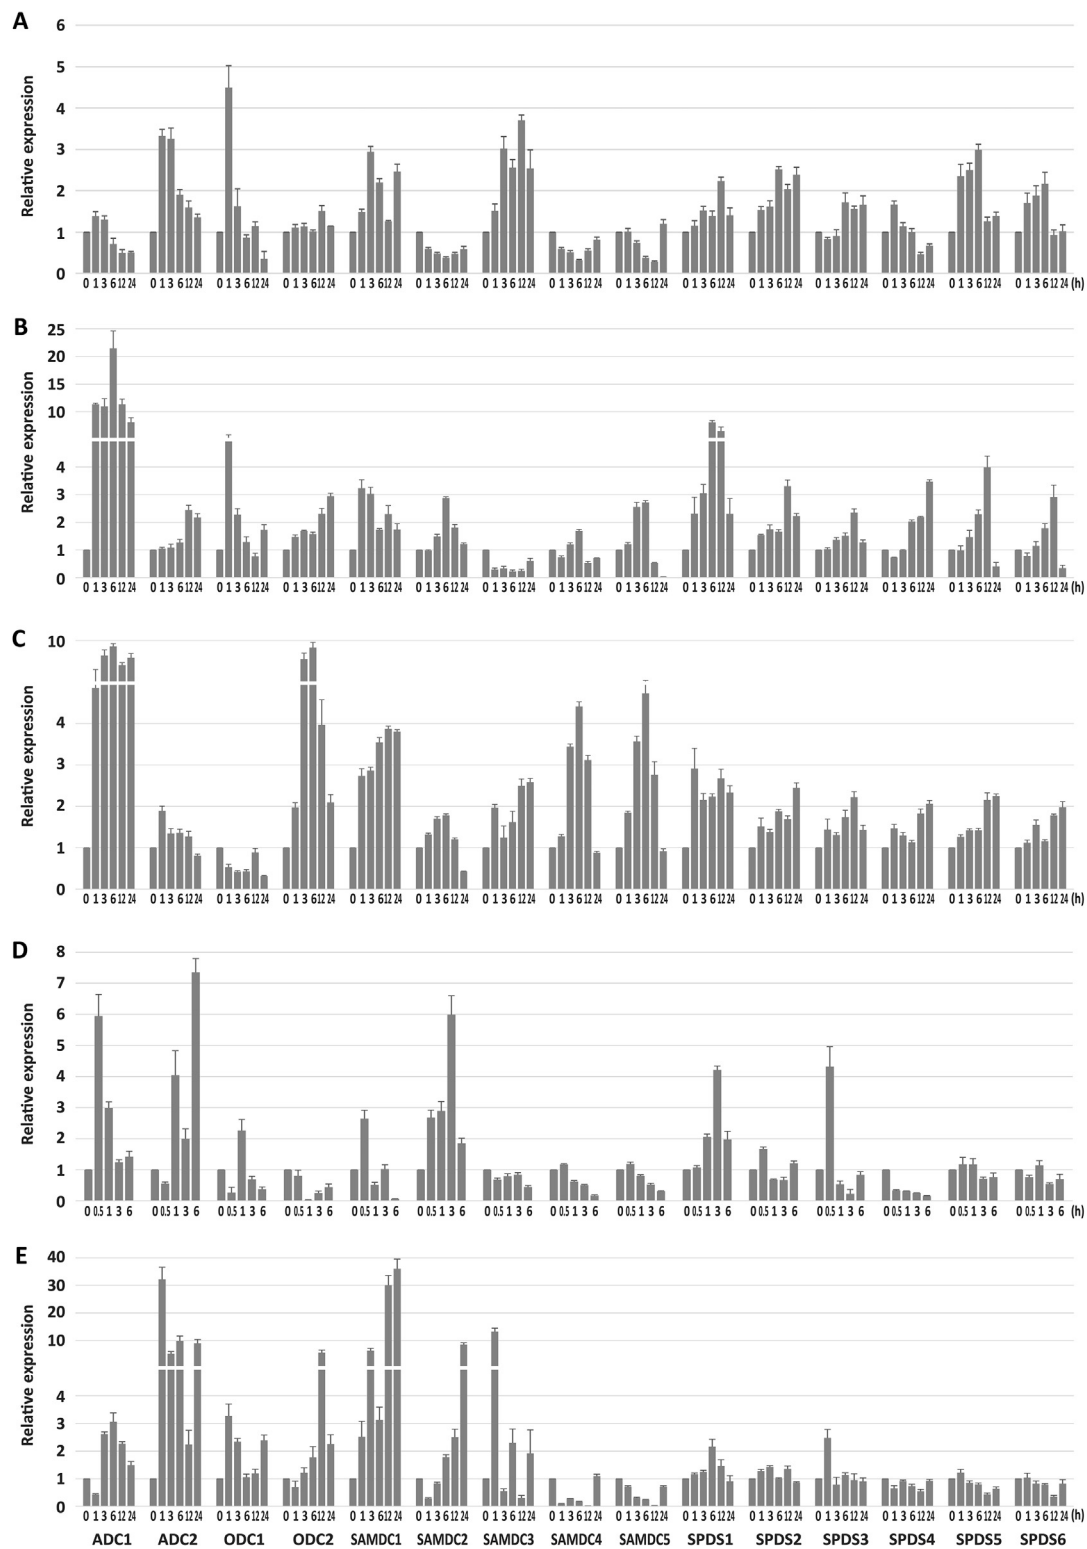 A
6
5
4
3
2
1
0
Relative expression
0 1 3 6 12 24 0 1 3 6 12 24 0 1 3 6 12 24 0 1 3 6 12 24 0 1 3 6 12 24 0 1 3 6 12 24 0 1 3 6 12 24 0 1 3 6 12 24 0 1 3 6 12 24 0 1 3 6 12 24 0 1 3 6 12 24 0 1 3 6 12 24 0 1 3 6 12 24 0 1 3 6 12 24 0 1 3 6 12 24 (h)
B
25
20
15
10
4
3
2
1
0
Relative expression
0 1 3 6 12 24 0 1 3 6 12 24 0 1 3 6 12 24 0 1 3 6 12 24 0 1 3 6 12 24 0 1 3 6 12 24 0 1 3 6 12 24 0 1 3 6 12 24 0 1 3 6 12 24 0 1 3 6 12 24 0 1 3 6 12 24 0 1 3 6 12 24 0 1 3 6 12 24 0 1 3 6 12 24 0 1 3 6 12 24 (h)
C
10
4
3
2
1
0
Relative expression
0 1 3 6 12 24 0 1 3 6 12 24 0 1 3 6 12 24 0 1 3 6 12 24 0 1 3 6 12 24 0 1 3 6 12 24 0 1 3 6 12 24 0 1 3 6 12 24 0 1 3 6 12 24 0 1 3 6 12 24 0 1 3 6 12 24 0 1 3 6 12 24 0 1 3 6 12 24 0 1 3 6 12 24 0 1 3 6 12 24 (h)
D
8
7
6
5
4
3
2
1
0
Relative expression
0 0.5 1 3 6 0 0.5 1 3 6 0 0.5 1 3 6 0 0.5 1 3 6 0 0.5 1 3 6 0 0.5 1 3 6 0 0.5 1 3 6 0 0.5 1 3 6 0 0.5 1 3 6 0 0.5 1 3 6 0 0.5 1 3 6 0 0.5 1 3 6 0 0.5 1 3 6 0 0.5 1 3 6 0 0.5 1 3 6 (h)
E
40
30
20
10
4
3
2
1
0
Relative expression
0 1 3 6 12 24 0 1 3 6 12 24 0 1 3 6 12 24 0 1 3 6 12 24 0 1 3 6 12 24 0 1 3 6 12 24 0 1 3 6 12 24 0 1 3 6 12 24 0 1 3 6 12 24 0 1 3 6 12 24 0 1 3 6 12 24 0 1 3 6 12 24 0 1 3 6 12 24 0 1 3 6 12 24 0 1 3 6 12 24 (h)
ADC1 ADC2 ODC1 ODC2 SAMDC1 SAMDC2 SAMDC3 SAMDC4 SAMDC5 SPDS1 SPDS2 SPDS3 SPDS4 SPDS5 SPDS6